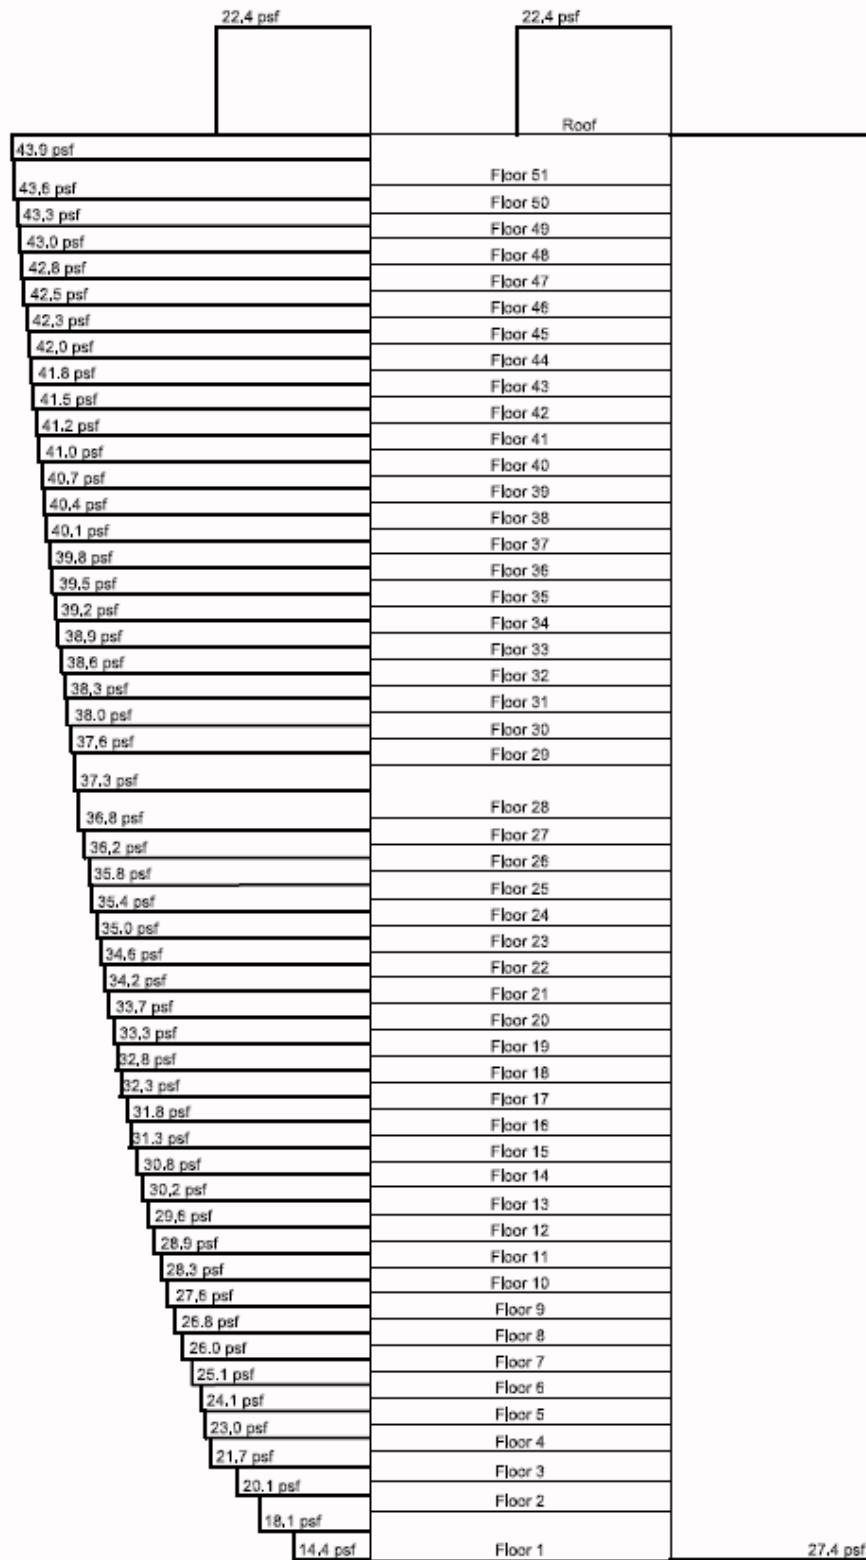 22.4 psf 22.4 psf
Roof
43.9 psf
Floor 51
43.6 psf
Floor 50
43.3 psf
Floor 49
43.0 psf
Floor 48
42.8 psf
Floor 47
42.5 psf
Floor 46
42.3 psf
Floor 45
42.0 psf
Floor 44
41.8 psf
Floor 43
41.5 psf
Floor 42
41.2 psf
Floor 41
41.0 psf
Floor 40
40.7 psf
Floor 39
40.4 psf
Floor 38
40.1 psf
Floor 37
39.8 psf
Floor 36
39.5 psf
Floor 35
39.2 psf
Floor 34
38.9 psf
Floor 33
38.6 psf
Floor 32
38.3 psf
Floor 31
38.0 psf
Floor 30
37.6 psf
Floor 29
37.3 psf
Floor 28
36.8 psf
Floor 27
36.2 psf
Floor 26
35.8 psf
Floor 25
35.4 psf
Floor 24
35.0 psf
Floor 23
34.6 psf
Floor 22
34.2 psf
Floor 21
33.7 psf
Floor 20
33.3 psf
Floor 19
32.8 psf
Floor 18
32.3 psf
Floor 17
31.8 psf
Floor 16
31.3 psf
Floor 15
30.8 psf
Floor 14
30.2 psf
Floor 13
29.6 psf
Floor 12
28.9 psf
Floor 11
28.3 psf
Floor 10
27.6 psf
Floor 9
26.8 psf
Floor 8
26.0 psf
Floor 7
25.1 psf
Floor 6
24.1 psf
Floor 5
23.0 psf
Floor 4
21.7 psf
Floor 3
20.1 psf
Floor 2
18.1 psf
14.4 psf Floor 1 27.4 psf